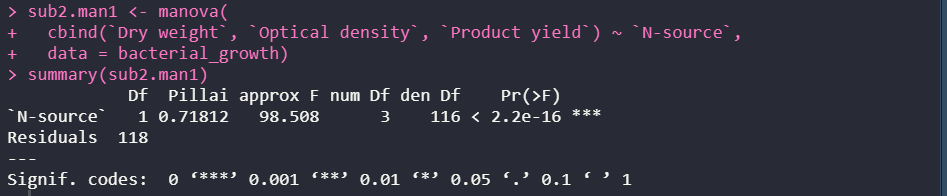 > sub2.man1 <- manova(
+   cbind(`Dry weight`, `Optical density`, `Product yield`) ~ `N-source`,
+   data = bacterial_growth)
> summary(sub2.man1)
            Df  Pillai approx F num Df den Df    Pr(>F)
`N-source`   1 0.71812   98.508      3    116 < 2.2e-16 ***
Residuals  118
---
Signif. codes:  0 ‘***’ 0.001 ‘**’ 0.01 ‘*’ 0.05 ‘.’ 0.1 ‘ ’ 1